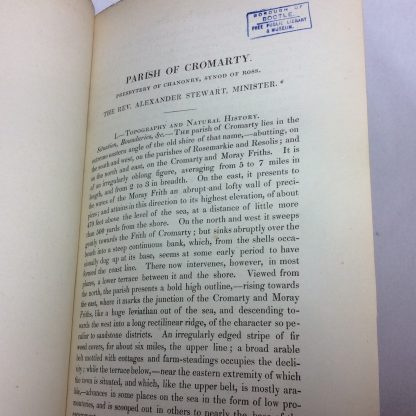 BOROUGH OF
BOOTLE.
FREE PUBLIC LIBRARY
& MUSEUM.
PARISH OF CROMARTY.
PRESBYTERY OF CHANONRY, SYNOD OF ROSS.
THE REV. ALEXANDER STEWART, MINISTER. *
I.—TOPOGRAPHY AND NATURAL HISTORY.
Situation, Boundaries, &c.—THE parish of Cromarty lies in the
extreme eastern angle of the old shire of that name,—abutting, on
the south and west, on the parishes of Rosemarkie and Resolis; and
on the north and east, on the Cromarty and Moray Friths. It is
of an irregularly oblong figure, averaging from 5 to 7 miles in
length, and from 2 to 3 in breadth. On the east, it presents to
the waves of the Moray Frith an abrupt and lofty wall of preci-
pices; and attains in this direction to its highest elevation, of about
479 feet above the level of the sea, at a distance of little more
than 500 yards from the shore. On the north and west it sweeps
gently towards the Frith of Cromarty; but sinks abruptly over the
beach into a steep continuous bank, which, from the shells occa-
sionally dug up at its base, seems at some early period to have
formed the coast line. There now intervenes, however, in most
places, a lower terrace between it and the shore. Viewed from
the north, the parish presents a bold high outline,—rising towards
the east, where it marks the junction of the Cromarty and Moray
Friths, like a huge leviathan out of the sea, and descending to-
wards the west into a long rectilinear ridge, of the character so pe-
culiar to sandstone districts. An irregularly edged stripe of fir
wood covers, for about six miles, the upper line; a broad arable
belt mottled with cottages and farm-steadings occupies the decli-
vity; while the terrace below,—near the eastern extremity of which
the town is situated, and which, like the upper belt, is mostly arable,
—advances in some places on the sea in the form of low pro-
montories, and is scooped out in others to nearly the base of the